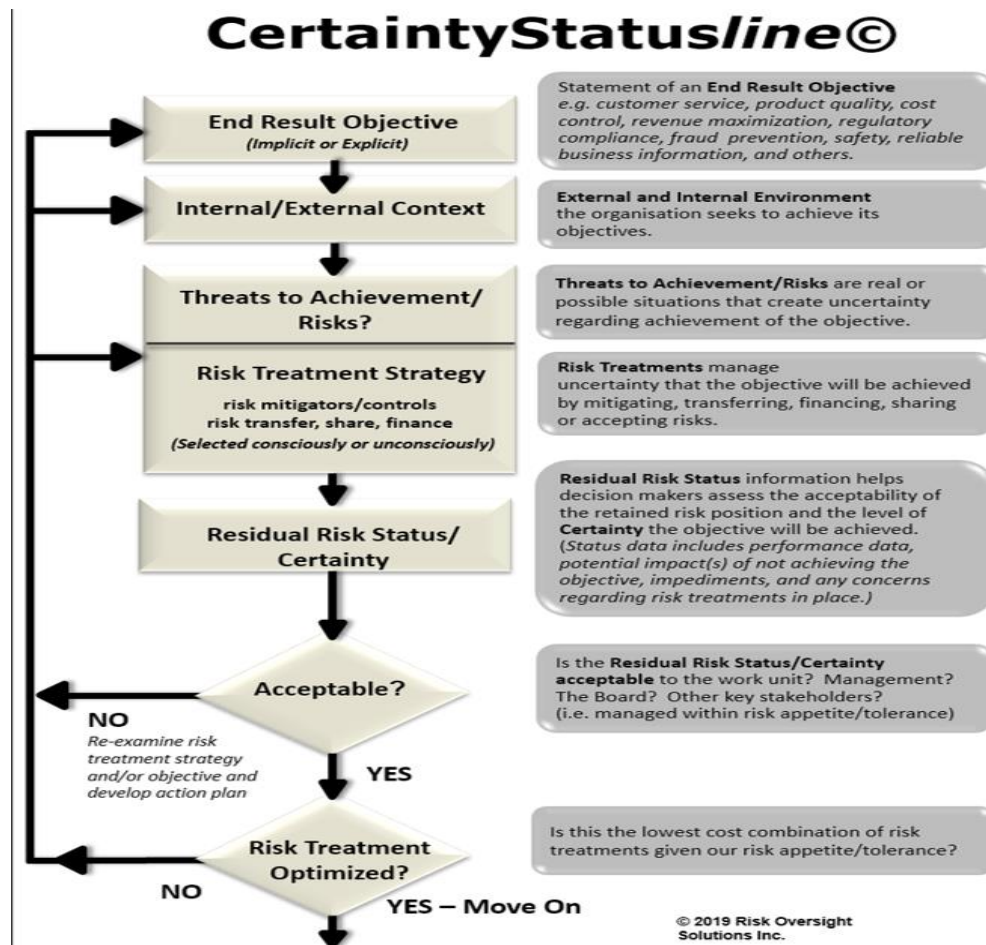 CertaintyStatusline©
End Result Objective
(Implicit or Explicit)
Statement of an End Result Objective
e.g. customer service, product quality, cost
control, revenue maximization, regulatory
compliance, fraud prevention, safety, reliable
business information, and others.
Internal/External Context
External and Internal Environment
the organisation seeks to achieve its
objectives.
Threats to Achievement/
Risks?
Threats to Achievement/Risks are real or
possible situations that create uncertainty
regarding achievement of the objective.
Risk Treatment Strategy
risk mitigators/controls
risk transfer, share, finance
(Selected consciously or unconsciously)
Risk Treatments manage
uncertainty that the objective will be achieved
by mitigating, transferring, financing, sharing
or accepting risks.
Residual Risk Status/
Certainty
Residual Risk Status information helps
decision makers assess the acceptability of
the retained risk position and the level of
Certainty the objective will be achieved.
(Status data includes performance data,
potential impact(s) of not achieving the
objective, impediments, and any concerns
regarding risk treatments in place.)
Acceptable?
Is the Residual Risk Status/Certainty
acceptable to the work unit? Management?
The Board? Other key stakeholders?
(i.e. managed within risk appetite/tolerance)
NO
Re-examine risk
treatment strategy
and/or objective and
develop action plan
YES
Risk Treatment
Optimized?
Is this the lowest cost combination of risk
treatments given our risk appetite/tolerance?
NO
YES – Move On
© 2019 Risk Oversight
Solutions Inc.